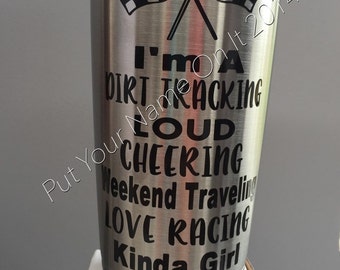 I'm A
DIRT TRACKING
LOUD
CHEERING
Weekend Traveling
LOVE RACING
Kinda Girl
Put Your Name On It